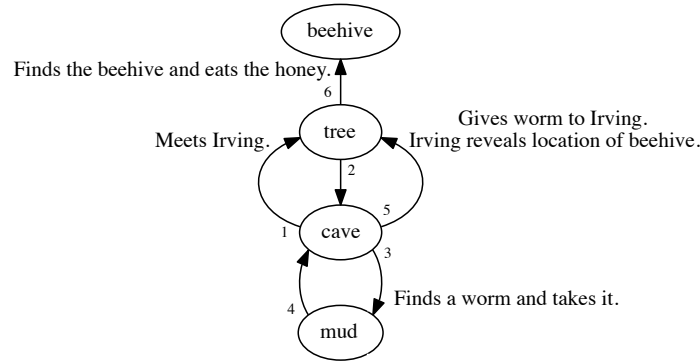 beehive
Finds the beehive and eats the honey.
6
tree
Meets Irving.
Gives worm to Irving.
Irving reveals location of beehive.
2
5
cave
1
3
4
Finds a worm and takes it.
mud